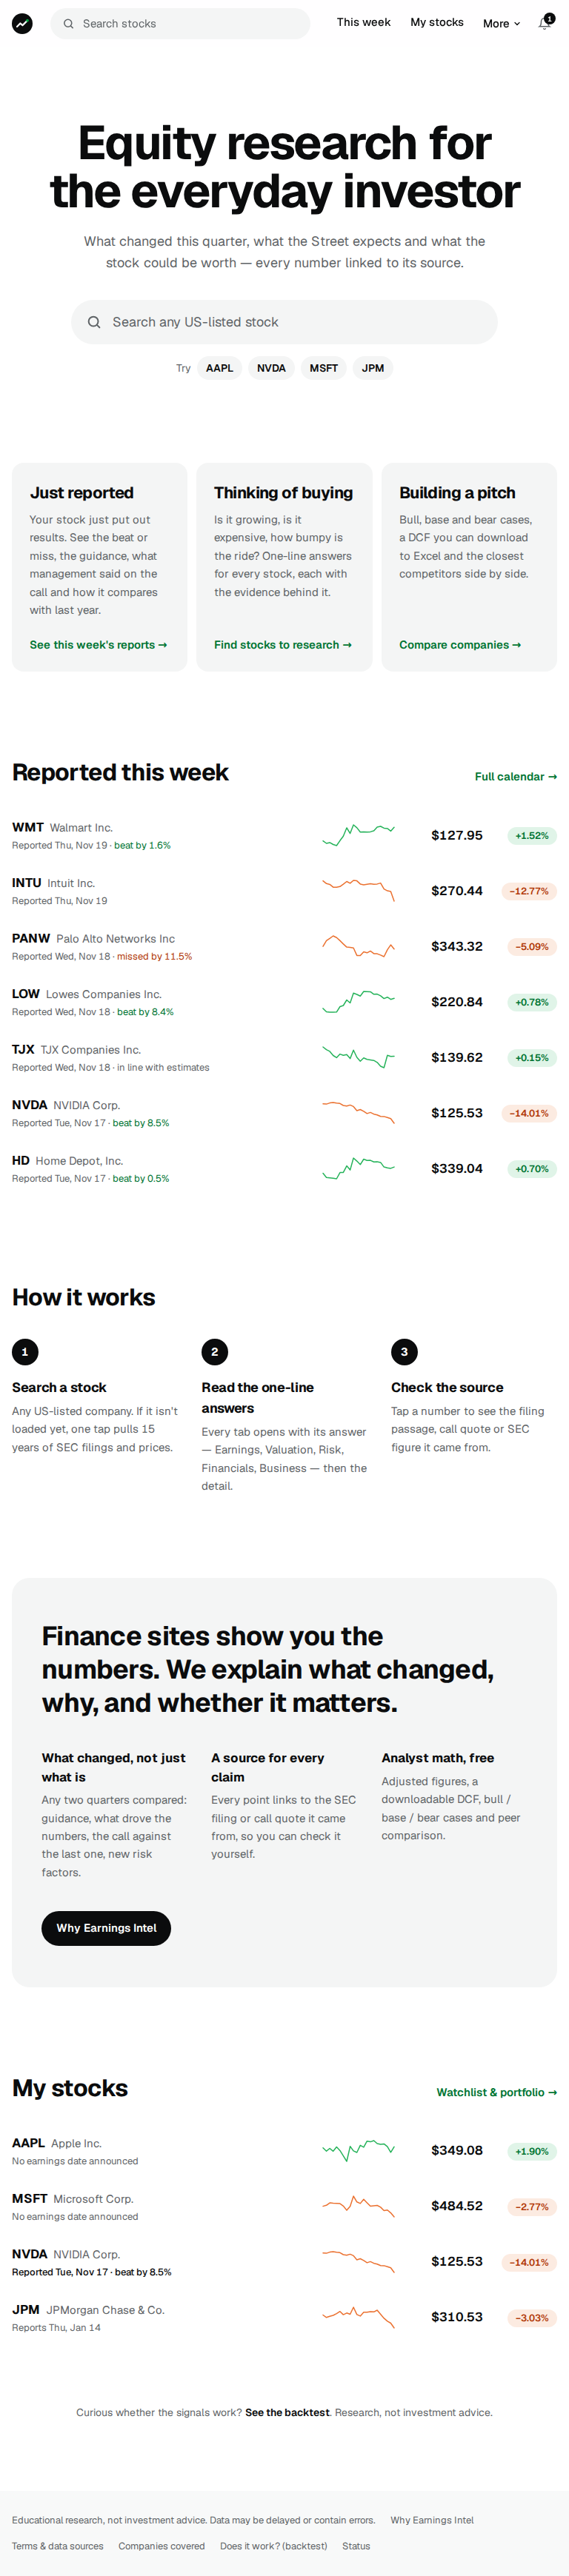 Search stocks
This week
My stocks
More
1
Equity research for
the everyday investor
What changed this quarter, what the Street expects and what the
stock could be worth — every number linked to its source.
Search any US-listed stock
Try AAPL NVDA MSFT JPM
Just reported
Your stock just put out
results. See the beat or
miss, the guidance, what
management said on the
call and how it compares
with last year.
See this week's reports →
Thinking of buying
Is it growing, is it
expensive, how bumpy is
the ride? One-line answers
for every stock, each with
the evidence behind it.
Find stocks to research →
Building a pitch
Bull, base and bear cases,
a DCF you can download
to Excel and the closest
competitors side by side.
Compare companies →
Reported this week
Full calendar →
WMT Walmart Inc.
Reported Thu, Nov 19 · beat by 1.6%
$127.95
+1.52%
INTU Intuit Inc.
Reported Thu, Nov 19
$270.44
−12.77%
PANW Palo Alto Networks Inc
Reported Wed, Nov 18 · missed by 11.5%
$343.32
−5.09%
LOW Lowes Companies Inc.
Reported Wed, Nov 18 · beat by 8.4%
$220.84
+0.78%
TJX TJX Companies Inc.
Reported Wed, Nov 18 · in line with estimates
$139.62
+0.15%
NVDA NVIDIA Corp.
Reported Tue, Nov 17 · beat by 8.5%
$125.53
−14.01%
HD Home Depot, Inc.
Reported Tue, Nov 17 · beat by 0.5%
$339.04
+0.70%
How it works
1
Search a stock
Any US-listed company. If it isn't
loaded yet, one tap pulls 15
years of SEC filings and prices.
2
Read the one-line
answers
Every tab opens with its answer
— Earnings, Valuation, Risk,
Financials, Business — then the
detail.
3
Check the source
Tap a number to see the filing
passage, call quote or SEC
figure it came from.
Finance sites show you the
numbers. We explain what changed,
why, and whether it matters.
What changed, not just
what is
Any two quarters compared:
guidance, what drove the
numbers, the call against
the last one, new risk
factors.
A source for every
claim
Every point links to the SEC
filing or call quote it came
from, so you can check it
yourself.
Analyst math, free
Adjusted figures, a
downloadable DCF, bull /
base / bear cases and peer
comparison.
Why Earnings Intel
My stocks
Watchlist & portfolio →
AAPL Apple Inc.
No earnings date announced
$349.08
+1.90%
MSFT Microsoft Corp.
No earnings date announced
$484.52
−2.77%
NVDA NVIDIA Corp.
Reported Tue, Nov 17 · beat by 8.5%
$125.53
−14.01%
JPM JPMorgan Chase & Co.
Reports Thu, Jan 14
$310.53
−3.03%
Curious whether the signals work? See the backtest. Research, not investment advice.
Educational research, not investment advice. Data may be delayed or contain errors. Why Earnings Intel
Terms & data sources Companies covered Does it work? (backtest) Status